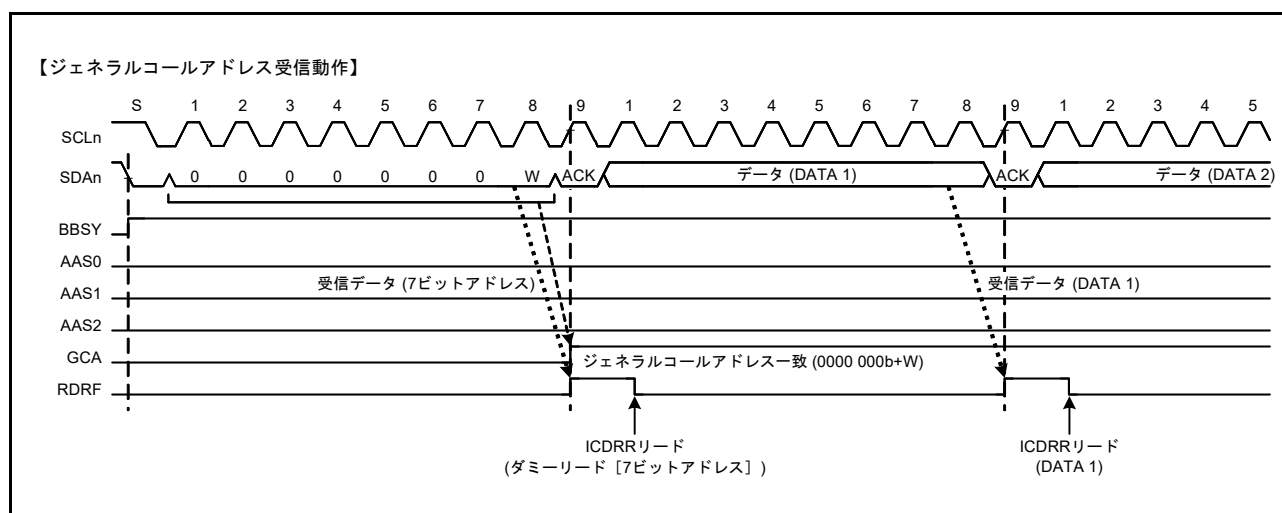 【ジェネラルコールアドレス受信動作】
S 1 2 3 4 5 6 7 8 9 1 2 3 4 5 6 7 8 9 1 2 3 4 5
SCLn
SDAn 0 0 0 0 0 0 0 W ACK データ (DATA 1) ACK データ (DATA 2)
BBSY
AAS0
受信データ (7ビットアドレス) 受信データ (DATA 1)
AAS1
AAS2
GCA ジェネラルコールアドレス一致 (0000 000b+W)
RDRF
ICDRRリード ICDRRリード
(ダミーリード [7ビットアドレス] ) (DATA 1)